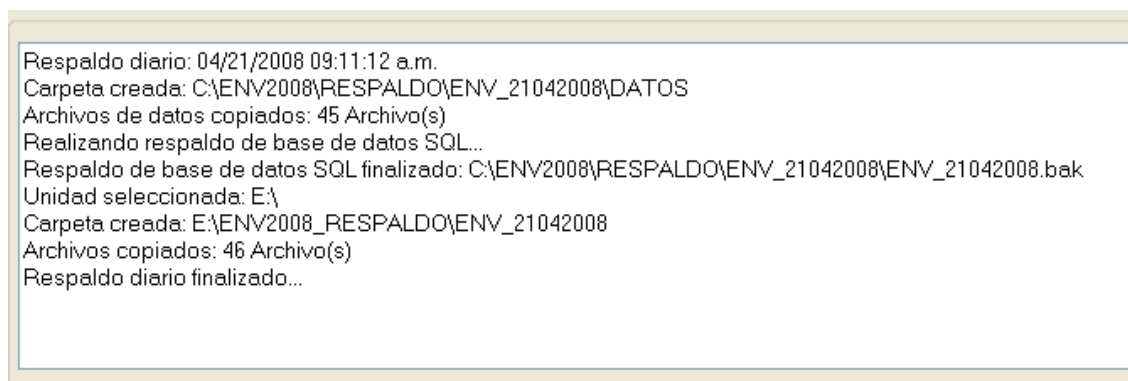 Respaldo diario: 04/21/2008 09:11:12 a.m.
Carpeta creada: C:\ENV2008\RESPALDO\ENV_21042008\DATOS
Archivos de datos copiados: 45 Archivo(s)
Realizando respaldo de base de datos SQL...
Respaldo de base de datos SQL finalizado: C:\ENV2008\RESPALDO\ENV_21042008\ENV_21042008.bak
Unidad seleccionada: E:\
Carpeta creada: E:\ENV2008_RESPALDO\ENV_21042008
Archivos copiados: 46 Archivo(s)
Respaldo diario finalizado...